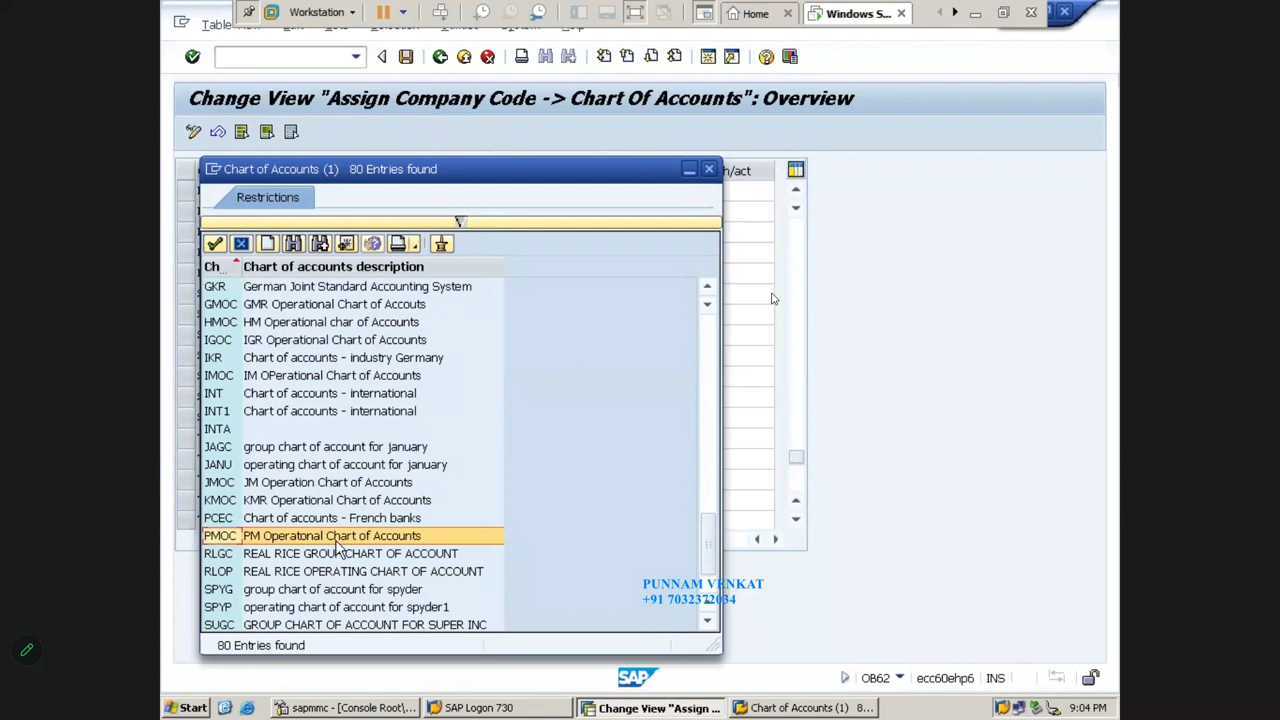 Workstation
Home
Windows S...
Table
Change View "Assign Company Code -> Chart Of Accounts": Overview
Chart of Accounts (1) 80 Entries found
h/act
Restrictions
Ch... Chart of accounts description
GKR German Joint Standard Accounting System
GMOC GMR Operational Chart of Accouts
HMOC HM Operational char of Accounts
IGOC IGR Operational Chart of Accounts
IKR Chart of accounts - industry Germany
IMOC IM OPerational Chart of Accounts
INT Chart of accounts - international
INT1 Chart of accounts - international
INTA
JAGC group chart of account for january
JANU operating chart of account for january
JMOC JM Operation Chart of Accounts
KMOC KMR Operational Chart of Accounts
PCEC Chart of accounts - French banks
PMOC PM Operatonal Chart of Accounts
RLGC REAL RICE GROUP CHART OF ACCOUNT
RLOP REAL RICE OPERATING CHART OF ACCOUNT
SPYG group chart of account for spyder
SPYP operating chart of account for spyder1
SUGC GROUP CHART OF ACCOUNT FOR SUPER INC
PUNNAM VENKAT
+91 7032372034
80 Entries found
SAP
OB62
ecc60ehp6
INS
Start
sapmmc - [Console Root\...
SAP Logon 730
Change View "Assign ...
Chart of Accounts (1) 8...
9:04 PM